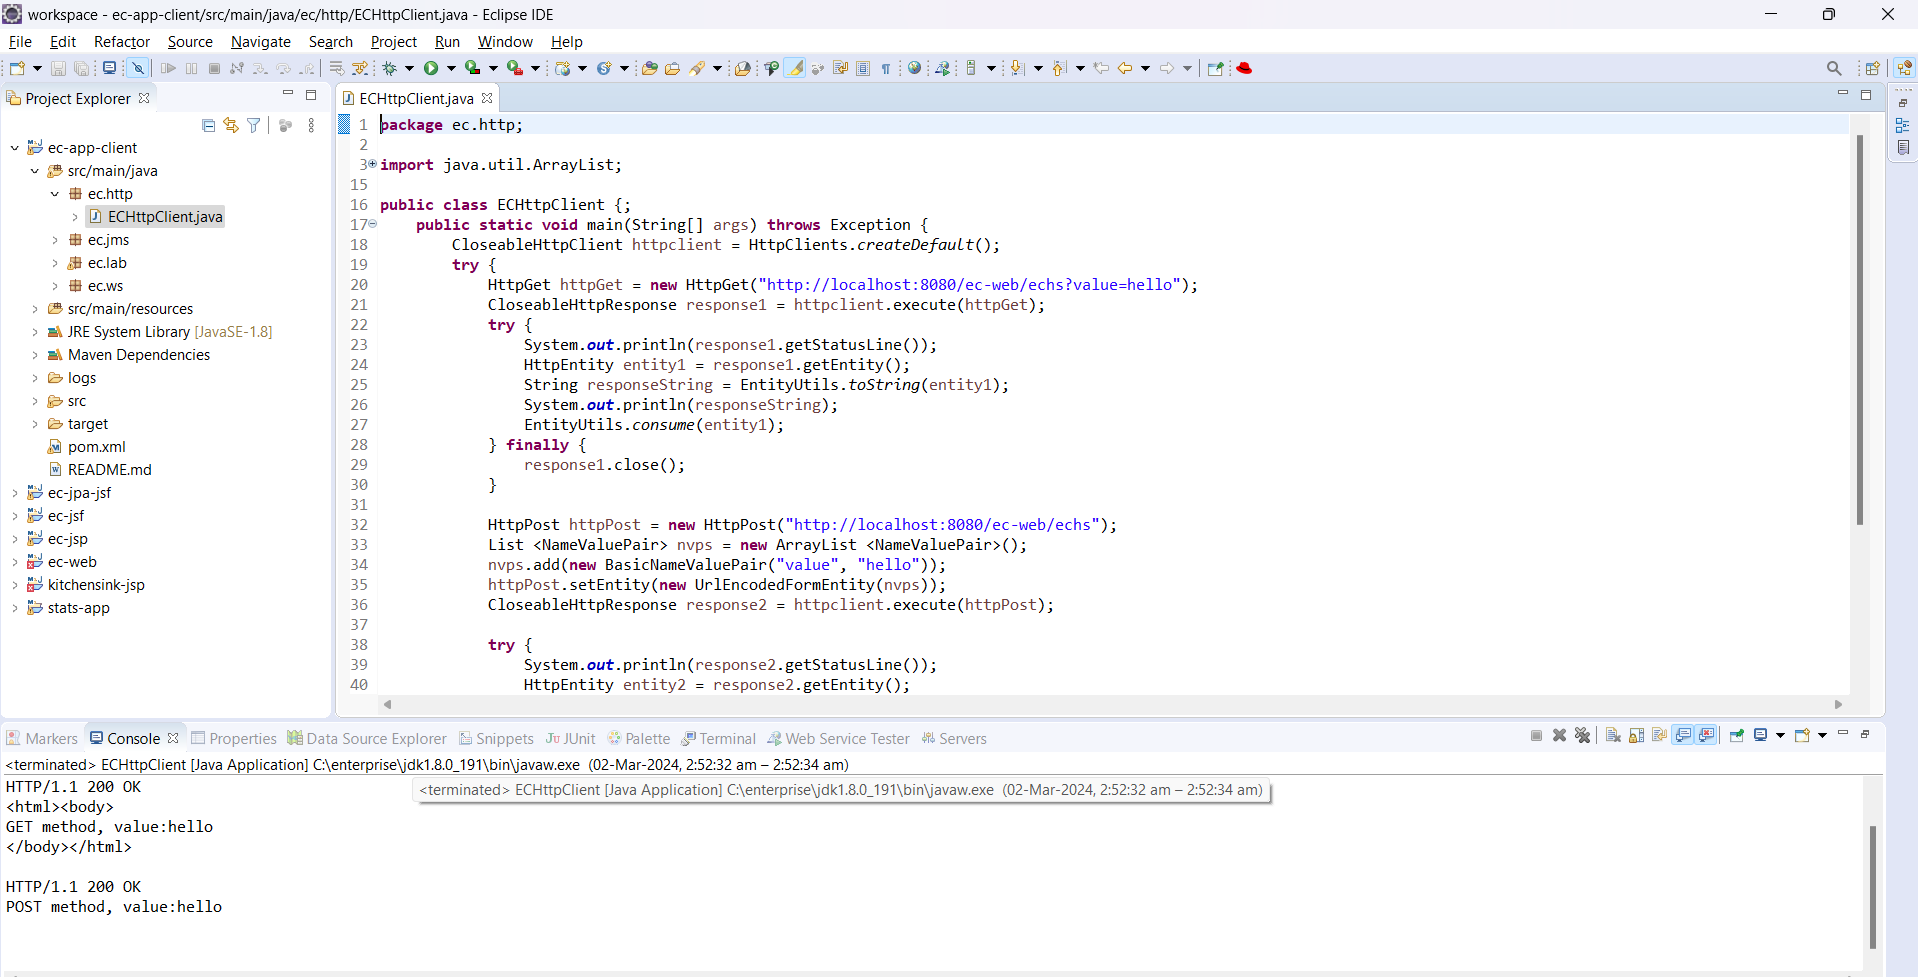 workspace - ec-app-client/src/main/java/ec/http/ECHttpClient.java - Eclipse IDE
File Edit Refactor Source Navigate Search Project Run Window Help
Project Explorer
ECHttpClient.java
ec-app-client
src/main/java
ec.http
ECHttpClient.java
ec.jms
ec.lab
ec.ws
src/main/resources
JRE System Library [JavaSE-1.8]
Maven Dependencies
logs
src
target
pom.xml
README.md
ec-jpa-jsf
ec-jsf
ec-jsp
ec-web
kitchensink-jsp
stats-app
1 package ec.http;
2
3 import java.util.ArrayList;
15
16 public class ECHttpClient {;
17 public static void main(String[] args) throws Exception {
18 CloseableHttpClient httpclient = HttpClients.createDefault();
19 try {
20 HttpGet httpGet = new HttpGet("http://localhost:8080/ec-web/echs?value=hello");
21 CloseableHttpResponse response1 = httpclient.execute(httpGet);
22 try {
23 System.out.println(response1.getStatusLine());
24 HttpEntity entity1 = response1.getEntity();
25 String responseString = EntityUtils.toString(entity1);
26 System.out.println(responseString);
27 EntityUtils.consume(entity1);
28 } finally {
29 response1.close();
30 }
31
32 HttpPost httpPost = new HttpPost("http://localhost:8080/ec-web/echs");
33 List <NameValuePair> nvps = new ArrayList <NameValuePair>();
34 nvps.add(new BasicNameValuePair("value", "hello"));
35 httpPost.setEntity(new UrlEncodedFormEntity(nvps));
36 CloseableHttpResponse response2 = httpclient.execute(httpPost);
37
38 try {
39 System.out.println(response2.getStatusLine());
40 HttpEntity entity2 = response2.getEntity();
Markers Console Properties Data Source Explorer Snippets JUnit Palette Terminal Web Service Tester Servers
<terminated> ECHttpClient [Java Application] C:\enterprise\jdk1.8.0_191\bin\javaw.exe (02-Mar-2024, 2:52:32 am – 2:52:34 am)
HTTP/1.1 200 OK
<terminated> ECHttpClient [Java Application] C:\enterprise\jdk1.8.0_191\bin\javaw.exe (02-Mar-2024, 2:52:32 am – 2:52:34 am)
<html><body>
GET method, value:hello
</body></html>
HTTP/1.1 200 OK
POST method, value:hello